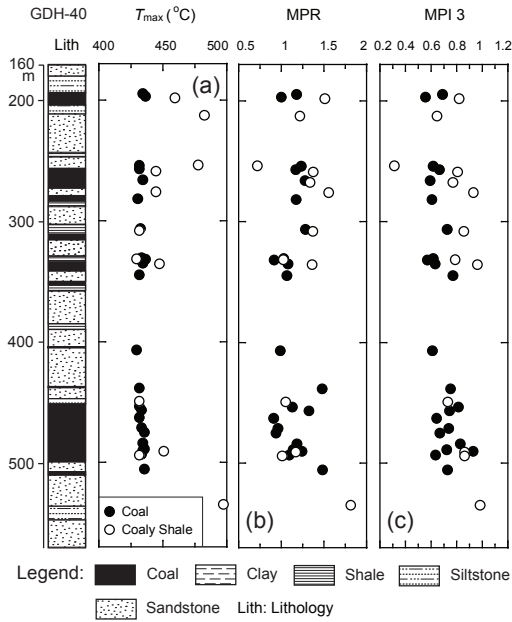 GDH-40 Tmax (°C) MPR MPI 3
Lith 400 450 500 0 0.5 1 1.5 2 0.2 0.4 0.6 0.8 1 1.2
160
m
(a)
200
300
400
500
Coal
Coaly Shale
(b) (c)
Legend: Coal Clay Shale Siltstone
Sandstone Lith: Lithology